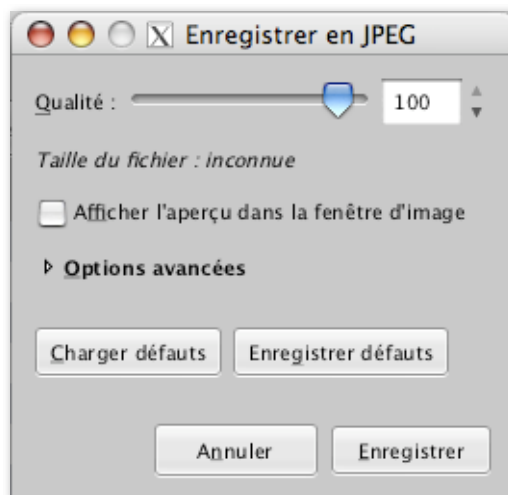 Enregistrer en JPEG
Qualité : 100
Taille du fichier : inconnue
Afficher l'aperçu dans la fenêtre d'image
Options avancées
Charger défauts Enregistrer défauts
Annuler Enregistrer